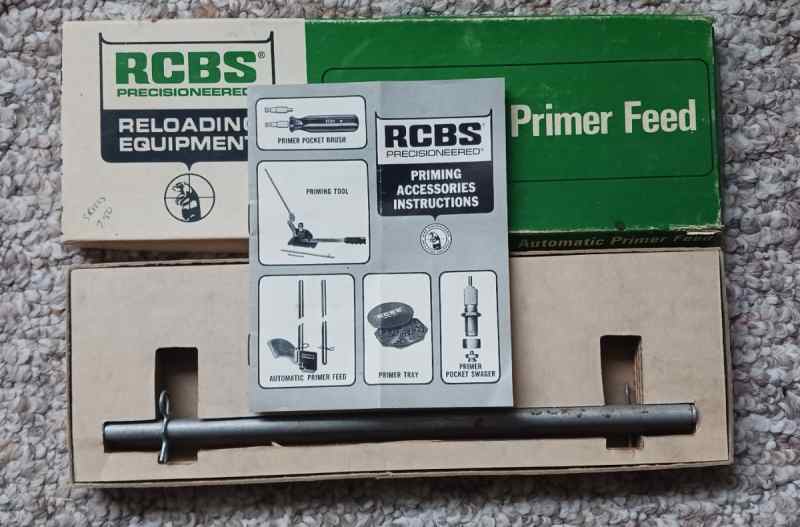 RCBS®
PRECISIONEERED
RELOADING
EQUIPMENT
Primer Feed
Automatic Primer Feed
PRIMER POCKET BRUSH
PRIMING TOOL
RCBS
PRECISIONEERED®
PRIMING
ACCESSORIES
INSTRUCTIONS
AUTOMATIC PRIMER FEED
RCBS
PRIMER TRAY
PRIMER
POCKET SWAGER